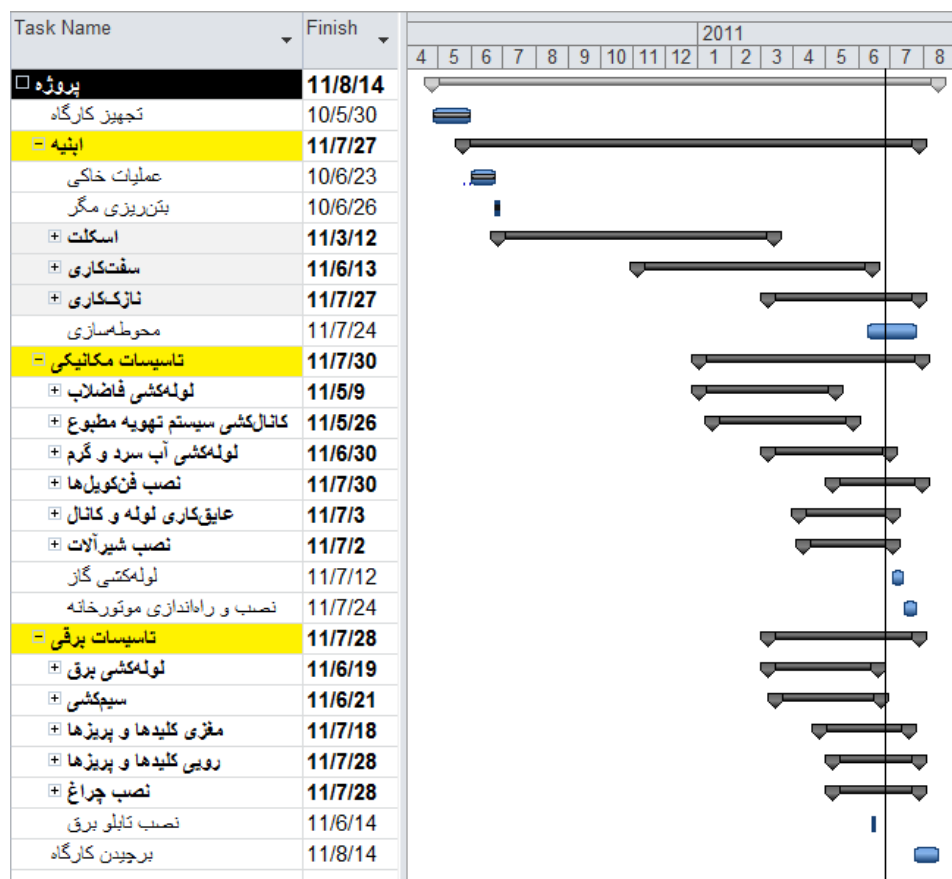 Task Name Finish
2011
4 5 6 7 8 9 10 11 12 1 2 3 4 5 6 7 8
پروژه 11/8/14
تجهیز کارگاه 10/5/30
ابنیه 11/7/27
عملیات خاکی 10/6/23
بتن‌ریزی مگر 10/6/26
اسکلت 11/3/12
سفت‌کاری 11/6/13
نازک‌کاری 11/7/27
محوطه‌سازی 11/7/24
تاسیسات مکانیکی 11/7/30
لوله‌کشی فاضلاب 11/5/9
کانال‌کشی سیستم تهویه مطبوع 11/5/26
لوله‌کشی آب سرد و گرم 11/6/30
نصب فن‌کویل‌ها 11/7/30
عایق‌کاری لوله و کانال 11/7/3
نصب شیرآلات 11/7/2
لوله‌کشی گاز 11/7/12
نصب و راه‌اندازی موتورخانه 11/7/24
تاسیسات برقی 11/7/28
لوله‌کشی برق 11/6/19
سیم‌کشی 11/6/21
مغزی کلیدها و پریزها 11/7/18
رویی کلیدها و پریزها 11/7/28
نصب چراغ 11/7/28
نصب تابلو برق 11/6/14
برچیدن کارگاه 11/8/14